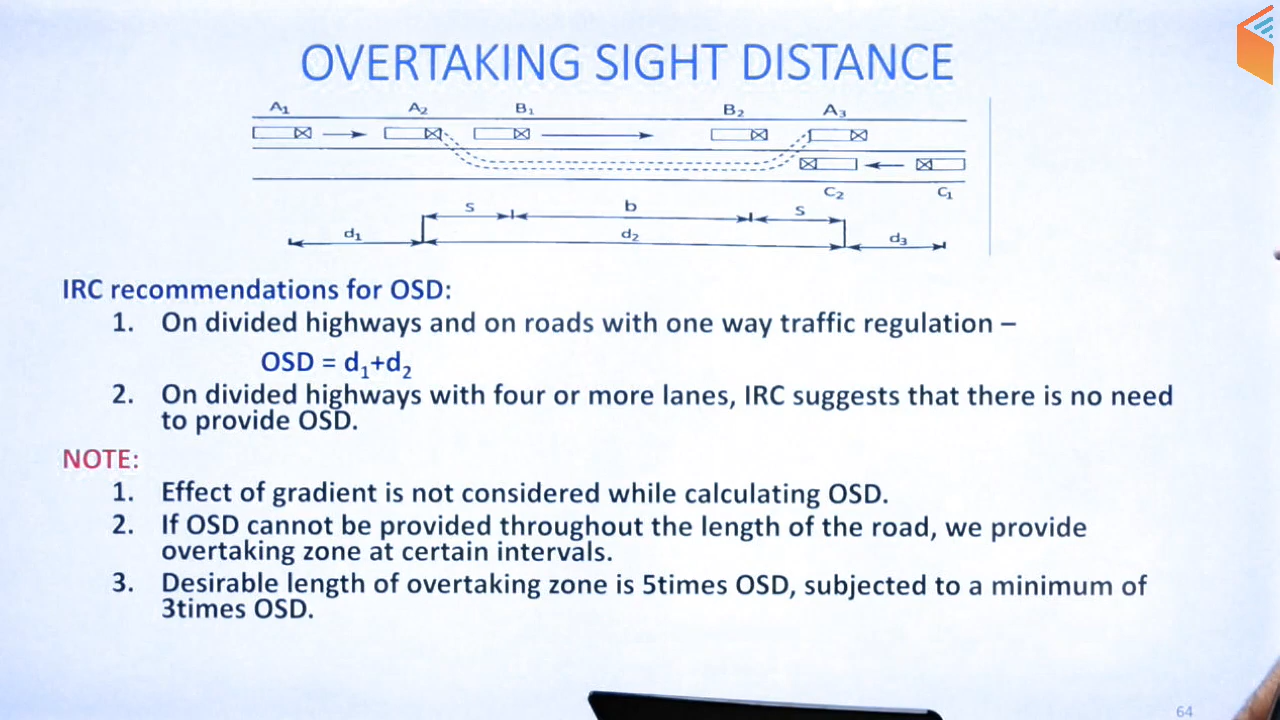 OVERTAKING SIGHT DISTANCE
A₁ A₂ B₁ B₂ A₃
C₂ C₁
s b s
d₁ d₂ d₃
IRC recommendations for OSD:
1. On divided highways and on roads with one way traffic regulation –
OSD = d₁+d₂
2. On divided highways with four or more lanes, IRC suggests that there is no need
to provide OSD.
NOTE:
1. Effect of gradient is not considered while calculating OSD.
2. If OSD cannot be provided throughout the length of the road, we provide
overtaking zone at certain intervals.
3. Desirable length of overtaking zone is 5times OSD, subjected to a minimum of
3times OSD.
64